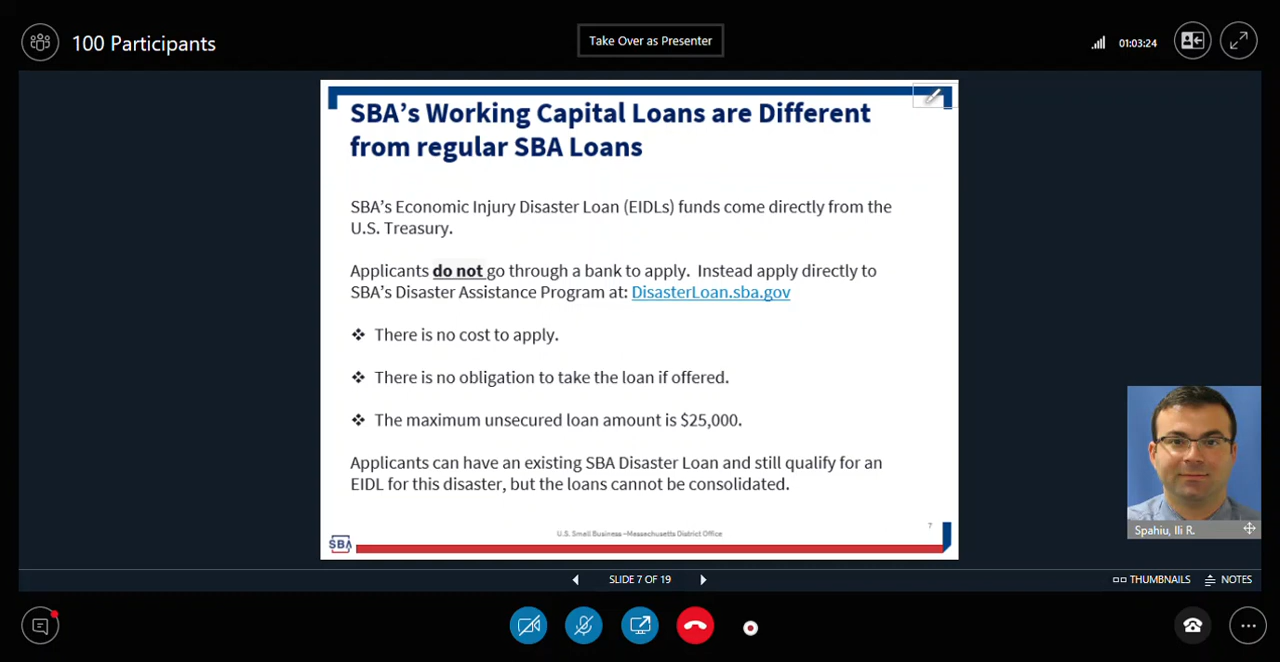 100 Participants
Take Over as Presenter
01:03:24
SBA's Working Capital Loans are Different
from regular SBA Loans
SBA's Economic Injury Disaster Loan (EIDLs) funds come directly from the
U.S. Treasury.
Applicants do not go through a bank to apply. Instead apply directly to
SBA's Disaster Assistance Program at: DisasterLoan.sba.gov
❖ There is no cost to apply.
❖ There is no obligation to take the loan if offered.
❖ The maximum unsecured loan amount is $25,000.
Applicants can have an existing SBA Disaster Loan and still qualify for an
EIDL for this disaster, but the loans cannot be consolidated.
7
U.S. Small Business –Massachusetts District Office
SBA
Spahiu, Ili R.
SLIDE 7 OF 19
THUMBNAILS
NOTES